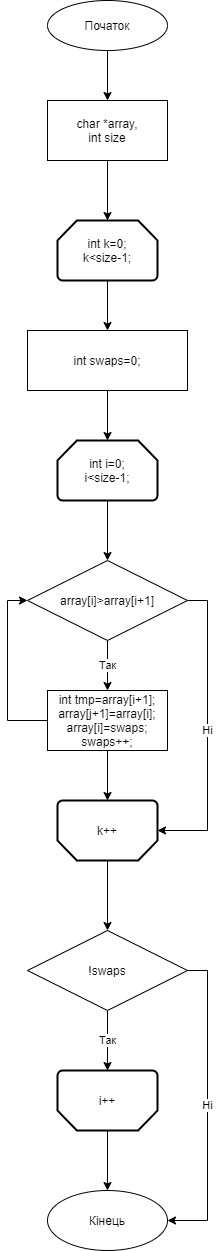 Початок
char *array,
int size
int k=0;
k<size-1;
int swaps=0;
int i=0;
i<size-1;
array[i]>array[i+1]
Так
int tmp=array[i+1];
array[j+1]=array[i];
array[i]=swaps;
swaps++;
Ні
k++
!swaps
Так
i++
Ні
Кінець